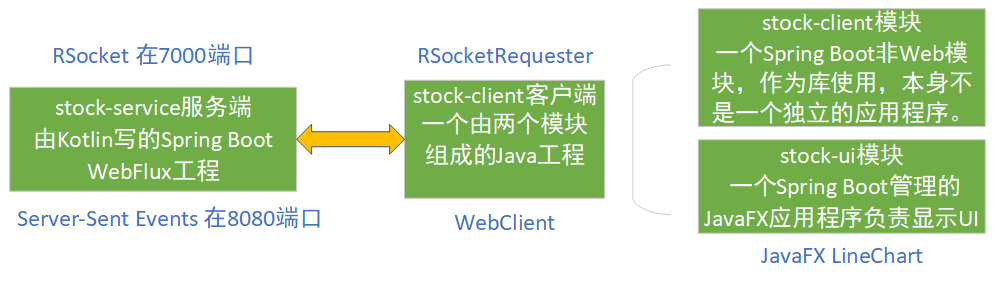 RSocket 在7000端口
stock-service服务端
由Kotlin写的Spring Boot
WebFlux工程
Server-Sent Events 在8080端口
RSocketRequester
stock-client客户端
一个由两个模块
组成的Java工程
WebClient
stock-client模块
一个Spring Boot非Web模
块，作为库使用，本身不
是一个独立的应用程序。
stock-ui模块
一个Spring Boot管理的
JavaFX应用程序负责显示UI
JavaFX LineChart